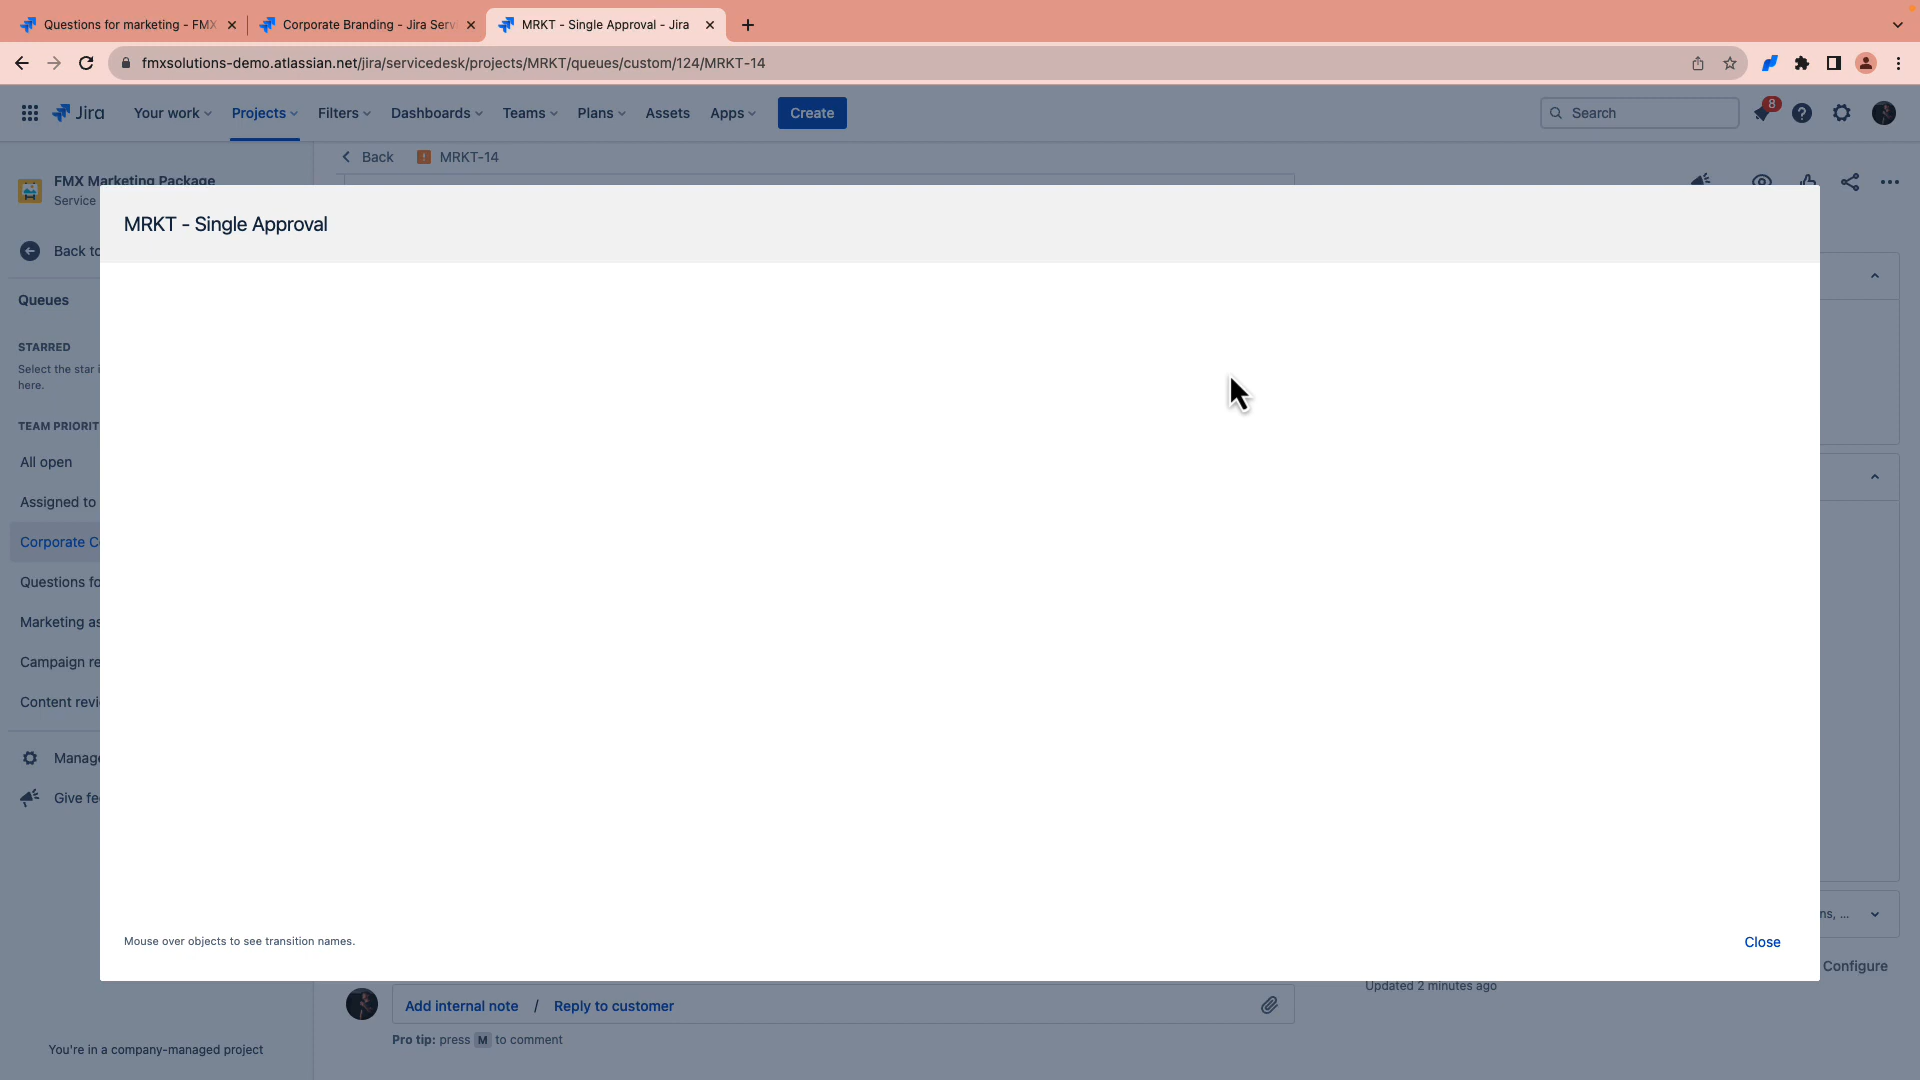 Questions for marketing - FMX
Corporate Branding - Jira Serv
MRKT - Single Approval - Jira
fmxsolutions-demo.atlassian.net/jira/servicedesk/projects/MRKT/queues/custom/124/MRKT-14
Jira
Your work
Projects
Filters
Dashboards
Teams
Plans
Assets
Apps
Create
Search
8
Back
MRKT-14
FMX Marketing Package
Service
Back to
Queues
STARRED
Select the star
here.
TEAM PRIORIT
All open
Assigned to
Corporate C
Questions fo
Marketing as
Campaign re
Content revi
Manage
Give fe
You're in a company-managed project
MRKT - Single Approval
Mouse over objects to see transition names.
Close
ns, ...
Configure
Updated 2 minutes ago
Add internal note / Reply to customer
Pro tip: press M to comment